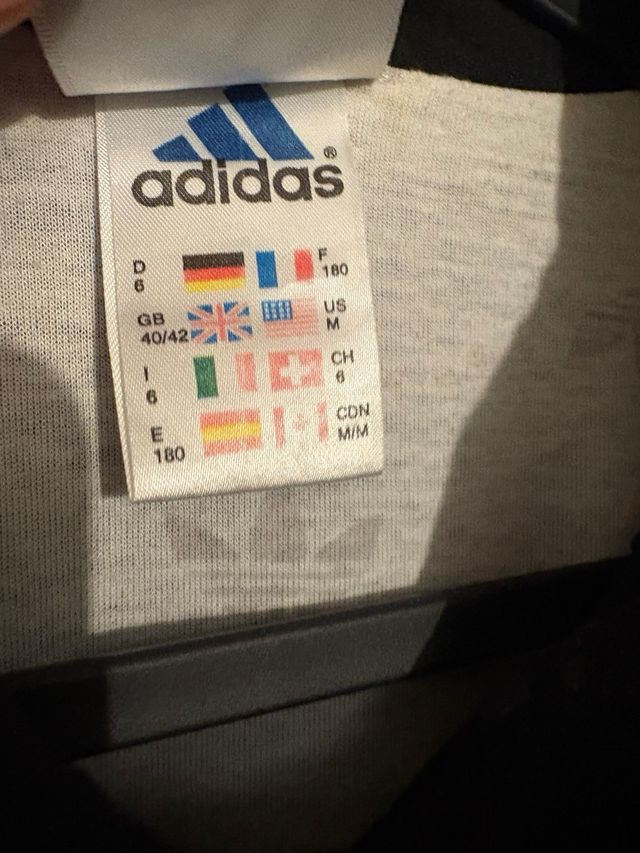 adidas®
D F
6 180
GB US
40/42 M
I CH
6 6
E CDN
180 M/M